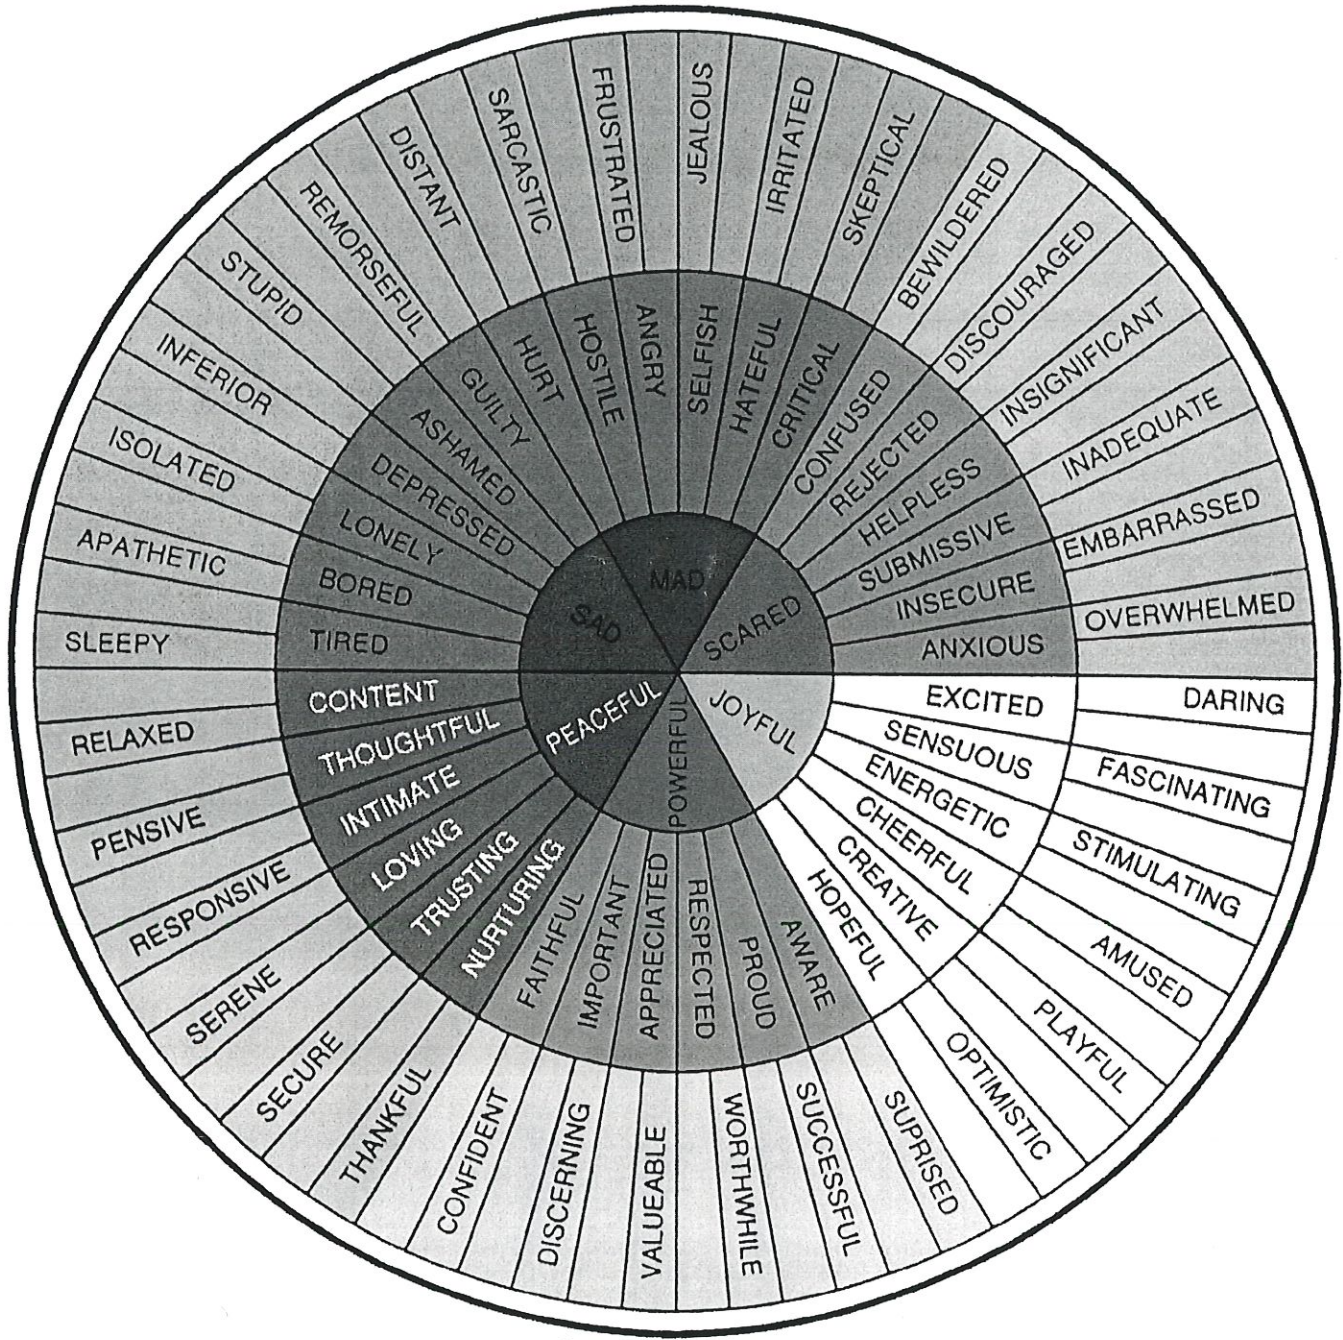 MAD
SCARED
JOYFUL
POWERFUL
PEACEFUL
SAD
ANGRY
SELFISH
HATEFUL
CRITICAL
CONFUSED
REJECTED
HELPLESS
SUBMISSIVE
INSECURE
ANXIOUS
EXCITED
SENSUOUS
ENERGETIC
CHEERFUL
CREATIVE
HOPEFUL
AWARE
PROUD
RESPECTED
APPRECIATED
IMPORTANT
FAITHFUL
NURTURING
TRUSTING
LOVING
INTIMATE
THOUGHTFUL
CONTENT
TIRED
BORED
LONELY
DEPRESSED
ASHAMED
GUILTY
HURT
HOSTILE
JEALOUS
IRRITATED
SKEPTICAL
BEWILDERED
DISCOURAGED
INSIGNIFICANT
INADEQUATE
EMBARRASSED
OVERWHELMED
DARING
FASCINATING
STIMULATING
AMUSED
PLAYFUL
OPTIMISTIC
SUPRISED
SUCCESSFUL
WORTHWHILE
VALUEABLE
DISCERNING
CONFIDENT
THANKFUL
SECURE
SERENE
RESPONSIVE
PENSIVE
RELAXED
SLEEPY
APATHETIC
ISOLATED
INFERIOR
STUPID
REMORSEFUL
DISTANT
SARCASTIC
FRUSTRATED